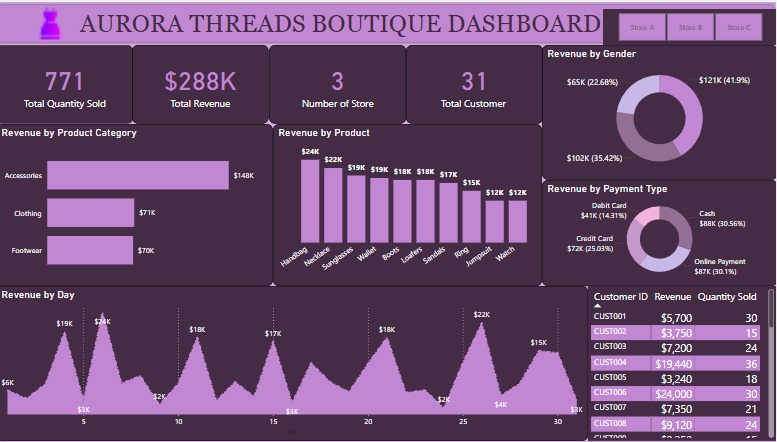 AURORA THREADS BOUTIQUE DASHBOARD
Store A
Store B
Store C
771
Total Quantity Sold
$288K
Total Revenue
3
Number of Store
31
Total Customer
Revenue by Gender
$65K (22.68%)
$121K (41.9%)
$102K (35.42%)
Revenue by Product Category
Accessories
$148K
Clothing
$71K
Footwear
$70K
Revenue by Product
$24K
$22K
$19K
$19K
$18K
$18K
$17K
$15K
$12K
$12K
Handbag
Necklace
Sunglasses
Wallet
Boots
Loafers
Sandals
Ring
Jumpsuit
Watch
Revenue by Payment Type
Debit Card
$41K (14.31%)
Cash
$88K (30.56%)
Credit Card
$72K (25.03%)
Online Payment
$87K (30.1%)
Revenue by Day
$6K
$19K
$3K
$24K
$2K
$18K
$17K
$3K
$18K
$2K
$22K
$4K
$15K
$3K
5
10
15
20
25
30
Customer ID Revenue Quantity Sold
CUST001 $5,700 30
CUST002 $3,750 15
CUST003 $7,200 24
CUST004 $19,440 36
CUST005 $3,240 18
CUST006 $24,000 30
CUST007 $7,350 21
CUST008 $9,120 24